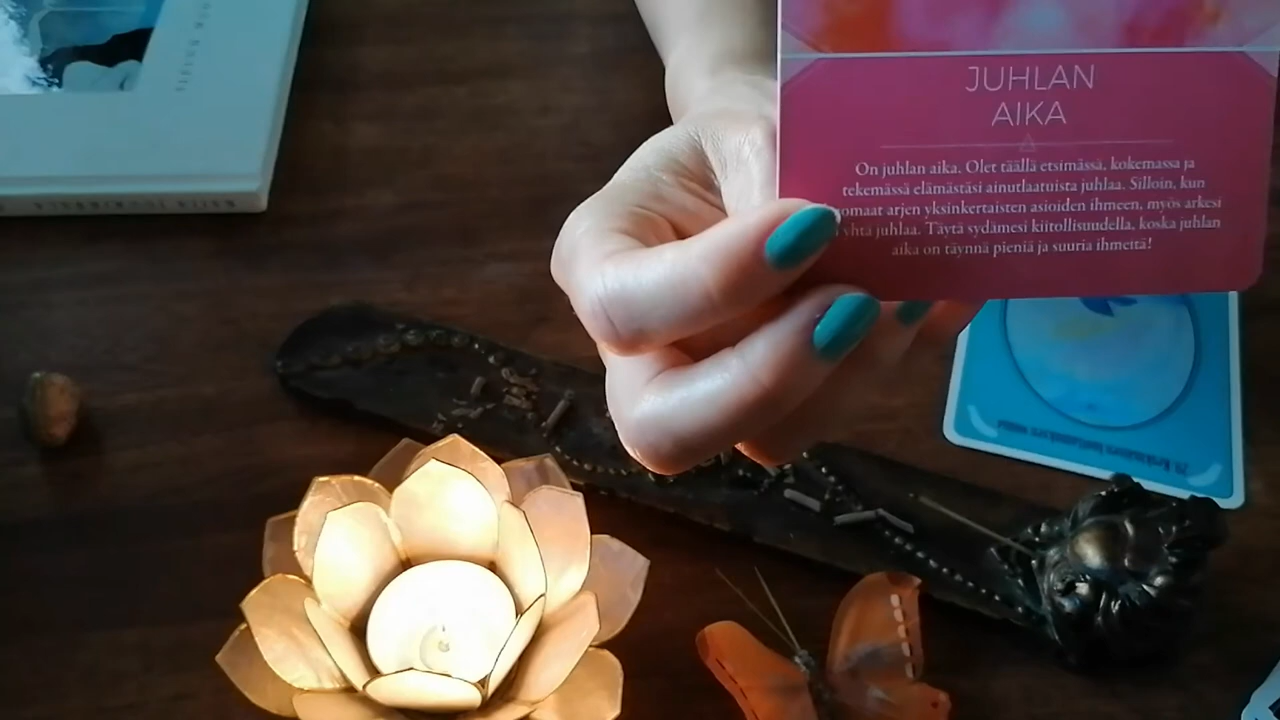 JUHLAN
AIKA
On juhlan aika. Olet täällä etsimässä, kokemassa ja
tekemässä elämästäsi ainutlaatuista juhlaa. Silloin, kun
arjen yksinkertaisten asioiden ihmeen, myös arkesi
yhtä juhlaa. Täytä sydämesi kiitollisuudella, koska juhlan
aika on täynnä pieniä ja suuria ihmeitä!